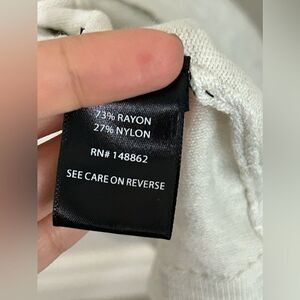 73% RAYON
27% NYLON
RN# 148862
SEE CARE ON REVERSE